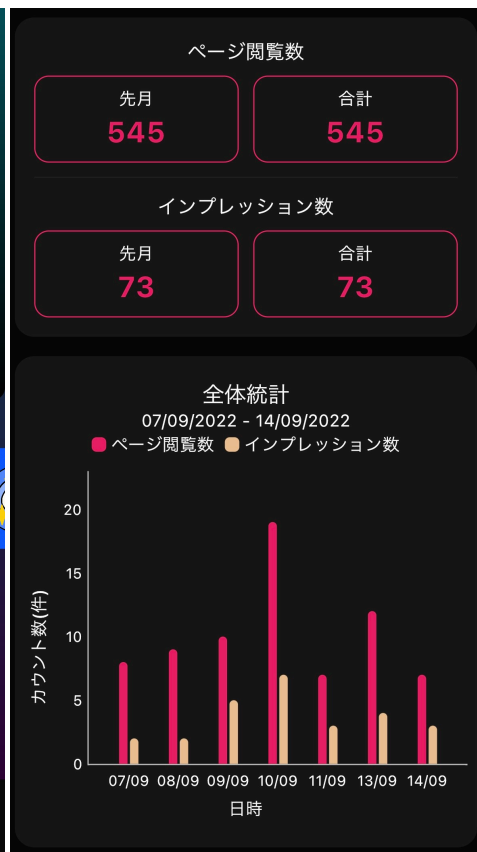 ページ閲覧数
先月 合計
545 545
インプレッション数
先月 合計
73 73
全体統計
07/09/2022 - 14/09/2022
ページ閲覧数 インプレッション数
カウント数(件)
20
15
10
5
0
07/09 08/09 09/09 10/09 11/09 13/09 14/09
日時